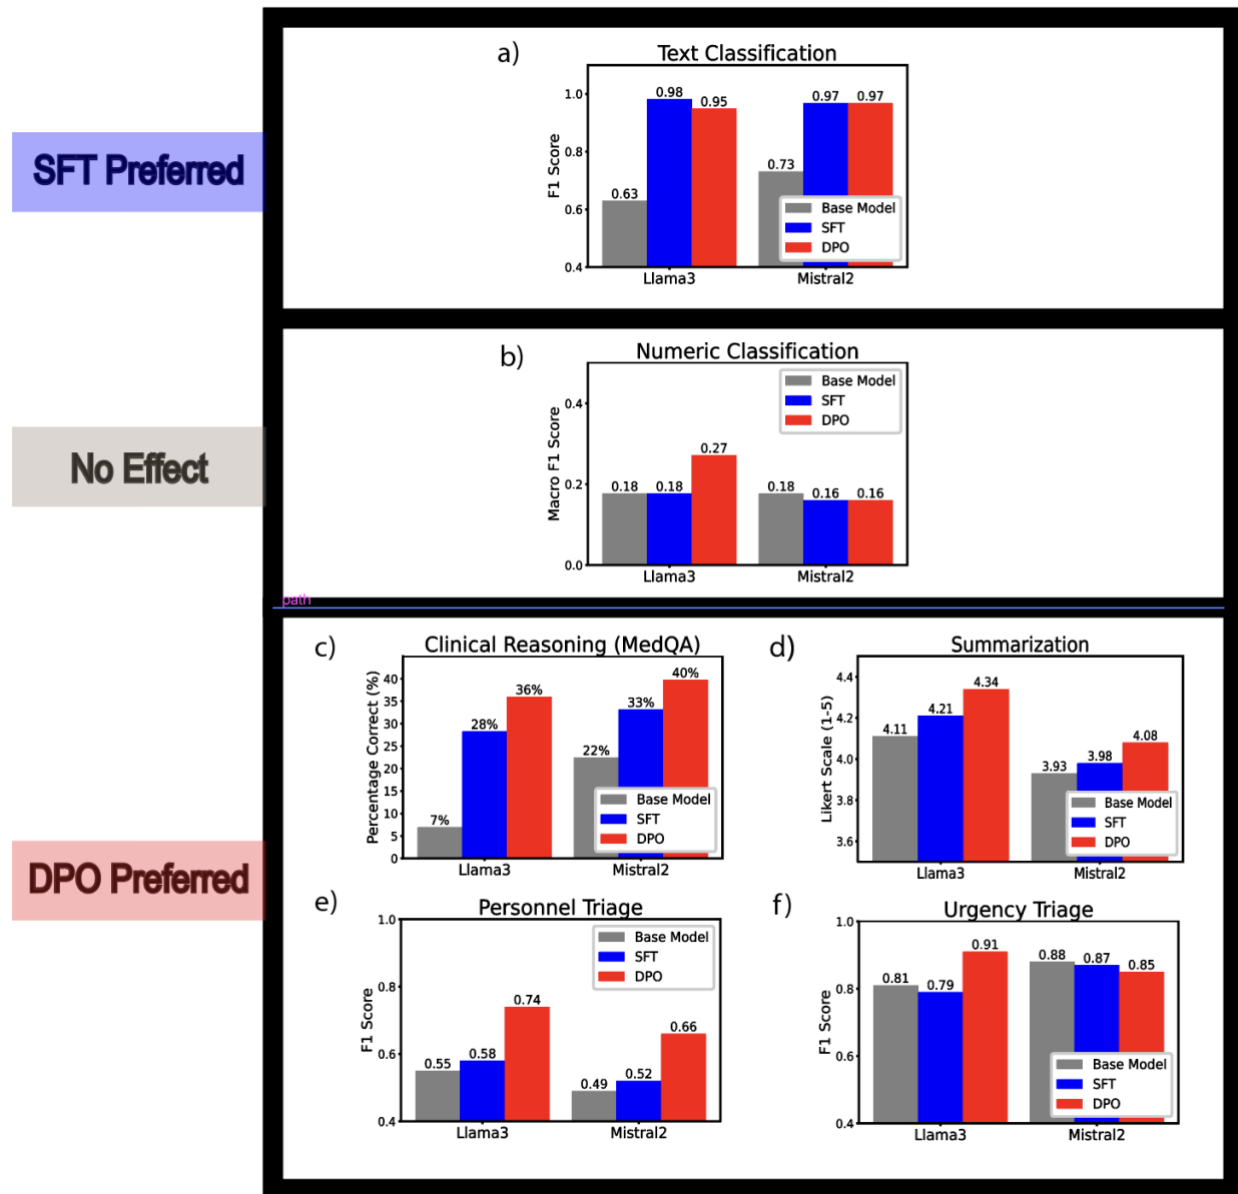 SFT Preferred
a)
Text Classification
F1 Score
1.0
0.8
0.6
0.4
0.63
0.98
0.95
0.73
0.97
0.97
Base Model
SFT
DPO
Llama3
Mistral2
No Effect
b)
Numeric Classification
Macro F1 Score
0.4
0.2
0.0
0.18
0.18
0.27
0.18
0.16
0.16
Base Model
SFT
DPO
Llama3
Mistral2
path
DPO Preferred
c)
Clinical Reasoning (MedQA)
Percentage Correct (%)
40
35
30
25
20
15
10
5
0
7%
28%
36%
22%
33%
40%
Base Model
SFT
DPO
Llama3
Mistral2
d)
Summarization
Likert Scale (1-5)
4.4
4.2
4.0
3.8
3.6
4.11
4.21
4.34
3.93
3.98
4.08
Base Model
SFT
DPO
Llama3
Mistral2
e)
Personnel Triage
F1 Score
1.0
0.8
0.6
0.4
0.55
0.58
0.74
0.49
0.52
0.66
Base Model
SFT
DPO
Llama3
Mistral2
f)
Urgency Triage
F1 Score
1.0
0.8
0.6
0.4
0.81
0.79
0.91
0.88
0.87
0.85
Base Model
SFT
DPO
Llama3
Mistral2